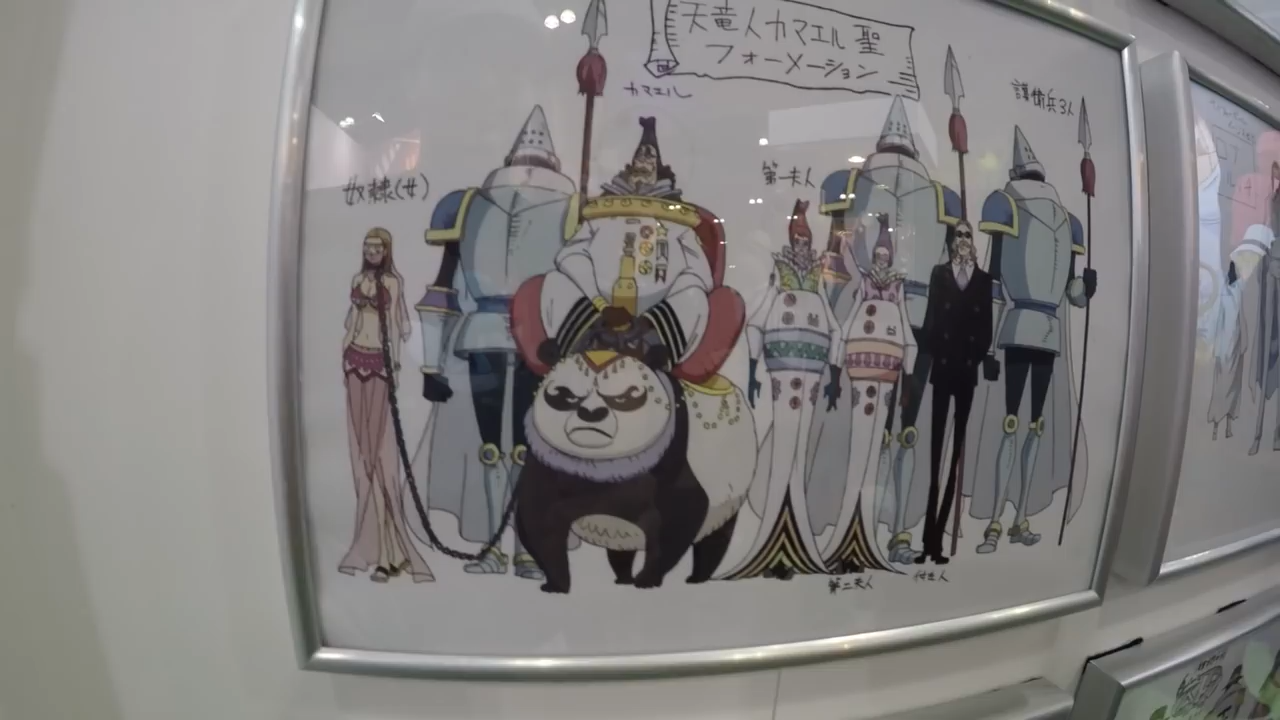 天竜人カマエル聖
フォーメーション
カマエル
護衛兵3人
第一夫人
奴隷(女)
第二夫人
付き人